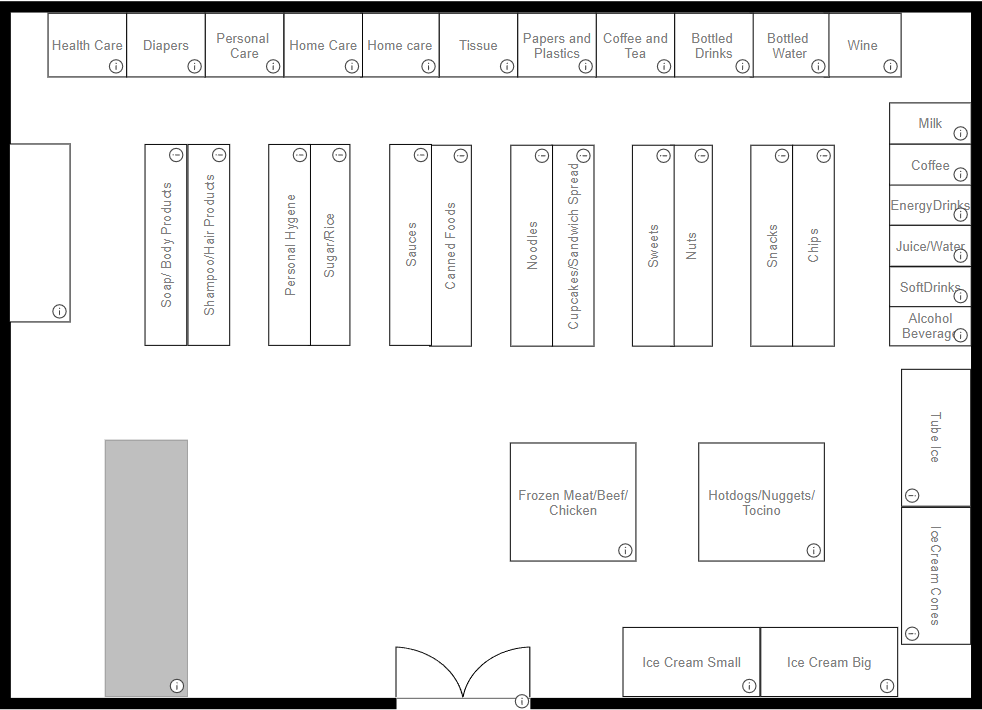 Health Care
Diapers
Personal
Care
Home Care
Home care
Tissue
Papers and
Plastics
Coffee and
Tea
Bottled
Drinks
Bottled
Water
Wine
Milk
Coffee
EnergyDrinks
Juice/Water
SoftDrinks
Alcohol
Beverage
Soap/ Body Products
Shampoo/Hair Products
Personal Hygene
Sugar/Rice
Sauces
Canned Foods
Noodles
Cupcakes/Sandwich Spread
Sweets
Nuts
Snacks
Chips
Tube Ice
IceCream Cones
Frozen Meat/Beef/
Chicken
Hotdogs/Nuggets/
Tocino
Ice Cream Small
Ice Cream Big